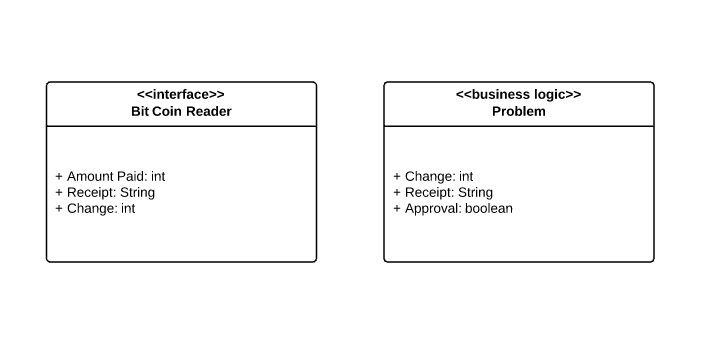 <<interface>>
Bit Coin Reader
+ Amount Paid: int
+ Receipt: String
+ Change: int
<<business logic>>
Problem
+ Change: int
+ Receipt: String
+ Approval: boolean